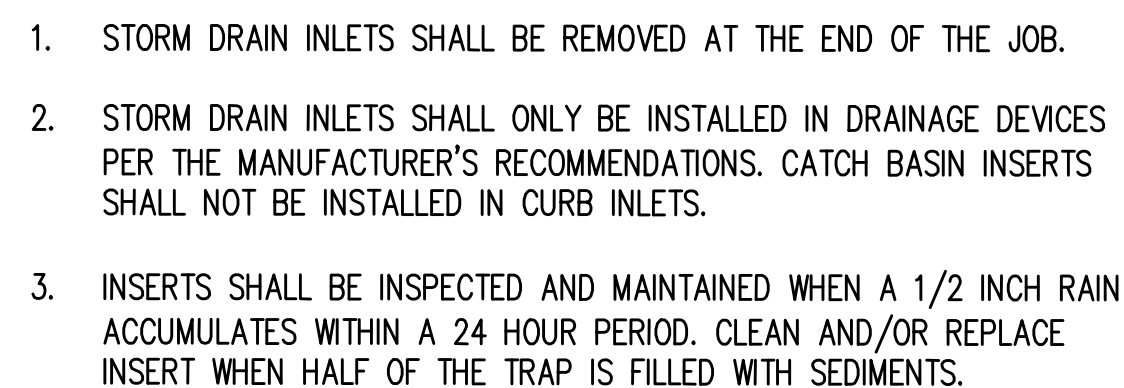 1. STORM DRAIN INLETS SHALL BE REMOVED AT THE END OF THE JOB.
2. STORM DRAIN INLETS SHALL ONLY BE INSTALLED IN DRAINAGE DEVICES
PER THE MANUFACTURER'S RECOMMENDATIONS. CATCH BASIN INSERTS
SHALL NOT BE INSTALLED IN CURB INLETS.
3. INSERTS SHALL BE INSPECTED AND MAINTAINED WHEN A 1/2 INCH RAIN
ACCUMULATES WITHIN A 24 HOUR PERIOD. CLEAN AND/OR REPLACE
INSERT WHEN HALF OF THE TRAP IS FILLED WITH SEDIMENTS.